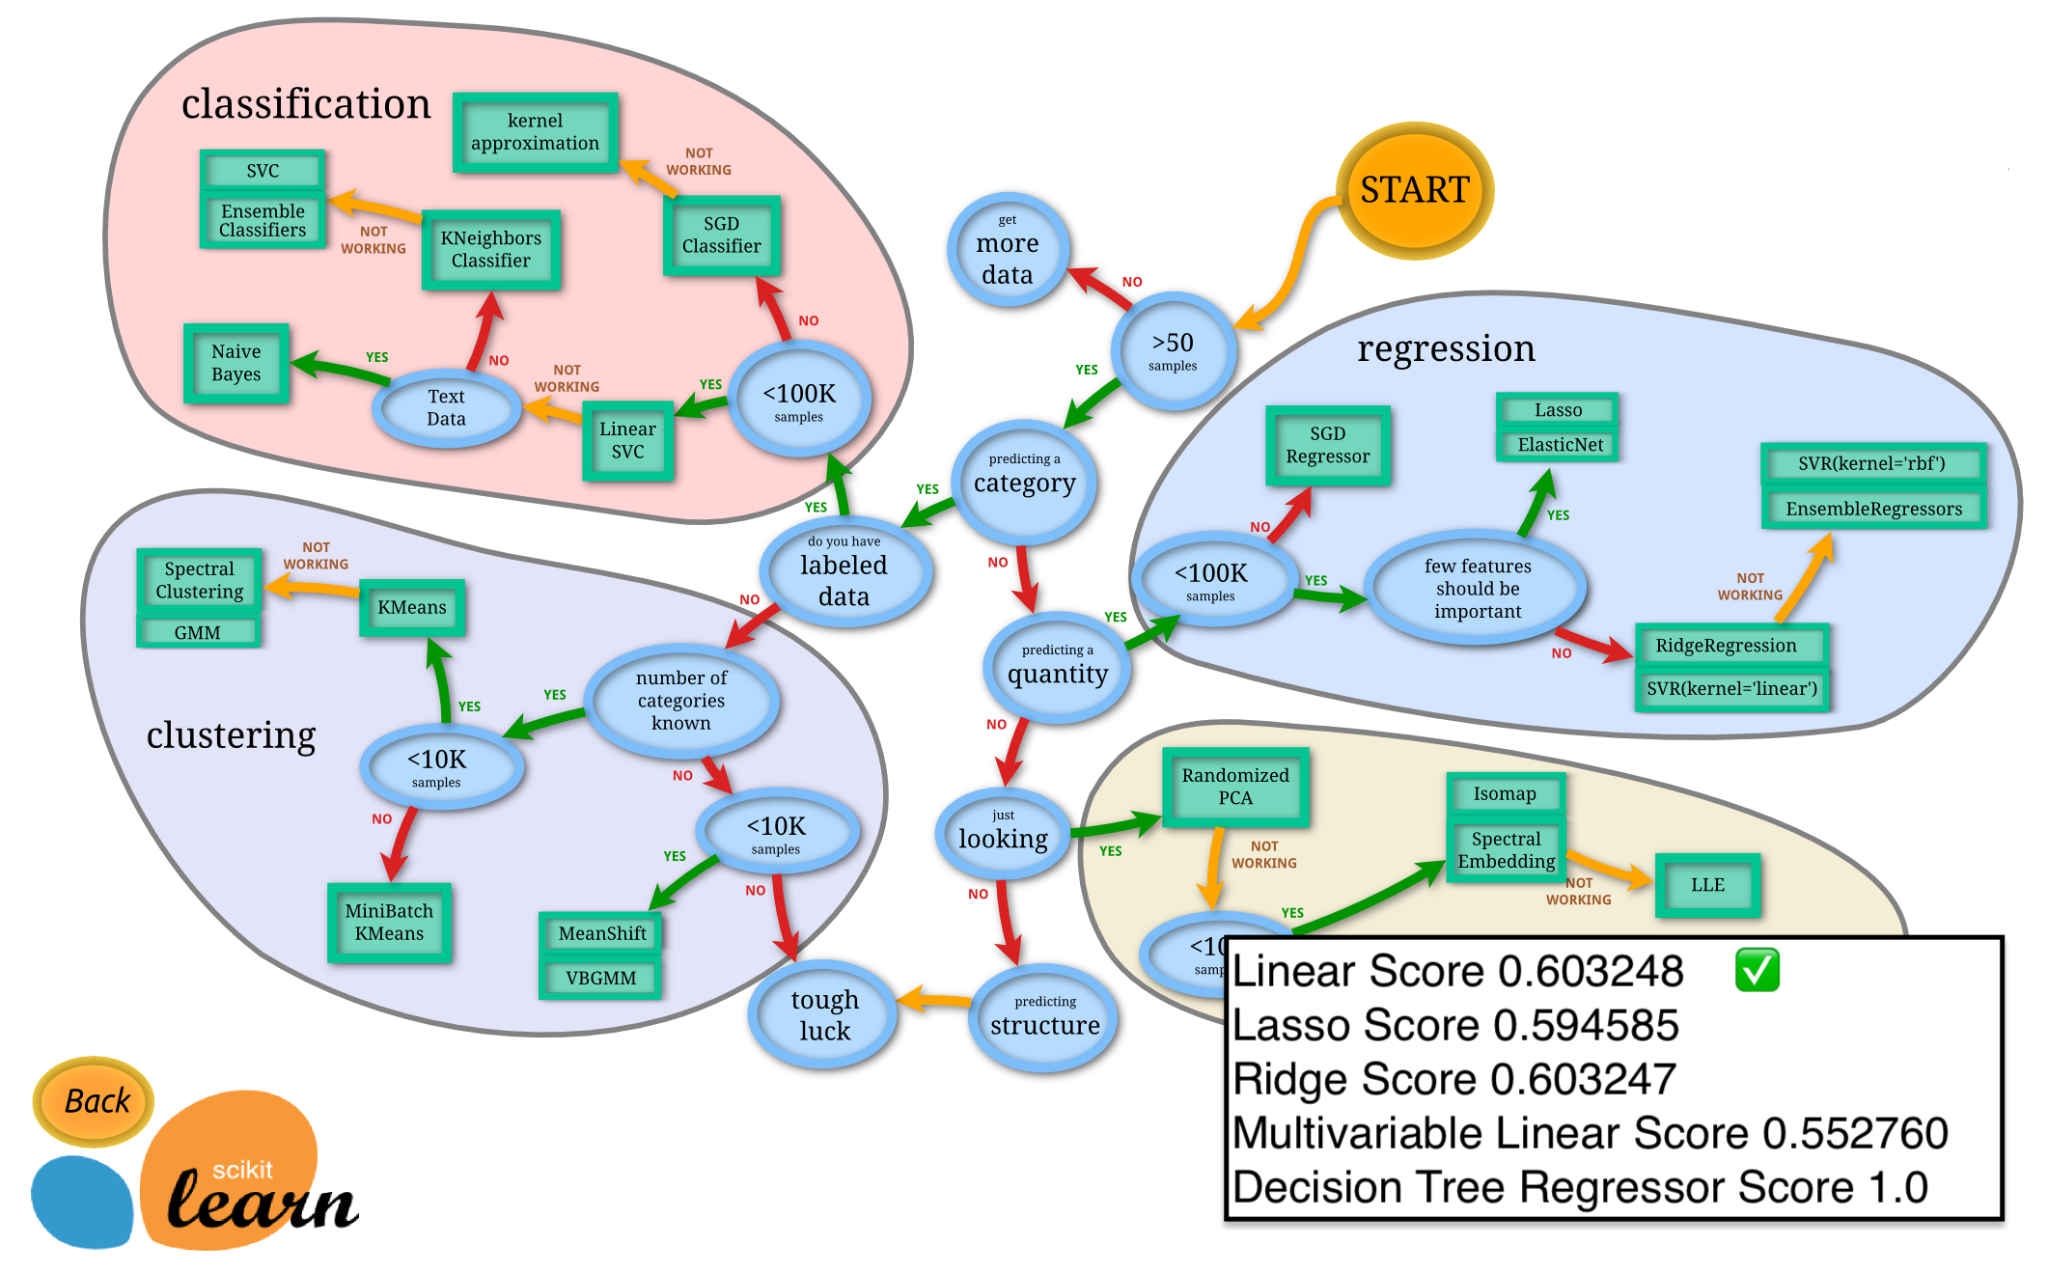 classification
kernel
approximation
NOT
WORKING
SVC
Ensemble
Classifiers
NOT
WORKING
KNeighbors
Classifier
SGD
Classifier
NO
Naive
Bayes
YES
NO
Text
Data
NOT
WORKING
Linear
SVC
YES
<100K
samples
START
get
more
data
NO
>50
samples
YES
predicting a
category
YES
NO
do you have
labeled
data
YES
NO
predicting a
quantity
YES
NO
just
looking
YES
NO
predicting
structure
tough
luck
regression
SGD
Regressor
Lasso
ElasticNet
SVR(kernel='rbf')
EnsembleRegressors
<100K
samples
NO
YES
few features
should be
important
YES
NO
NOT
WORKING
RidgeRegression
SVR(kernel='linear')
clustering
Spectral
Clustering
GMM
NOT
WORKING
KMeans
YES
<10K
samples
YES
number of
categories
known
NO
NO
MiniBatch
KMeans
<10K
samples
YES
NO
MeanShift
VBGMM
Randomized
PCA
NOT
WORKING
YES
Isomap
Spectral
Embedding
NOT
WORKING
LLE
Linear Score 0.603248 ✅
Lasso Score 0.594585
Ridge Score 0.603247
Multivariable Linear Score 0.552760
Decision Tree Regressor Score 1.0
Back
scikit
learn